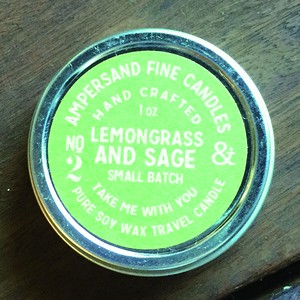 AMPERSAND FINE CANDLES
HAND CRAFTED
1 OZ
LEMONGRASS
AND SAGE
NO
2
&
SMALL BATCH
TAKE ME WITH YOU
PURE SOY WAX TRAVEL CANDLE